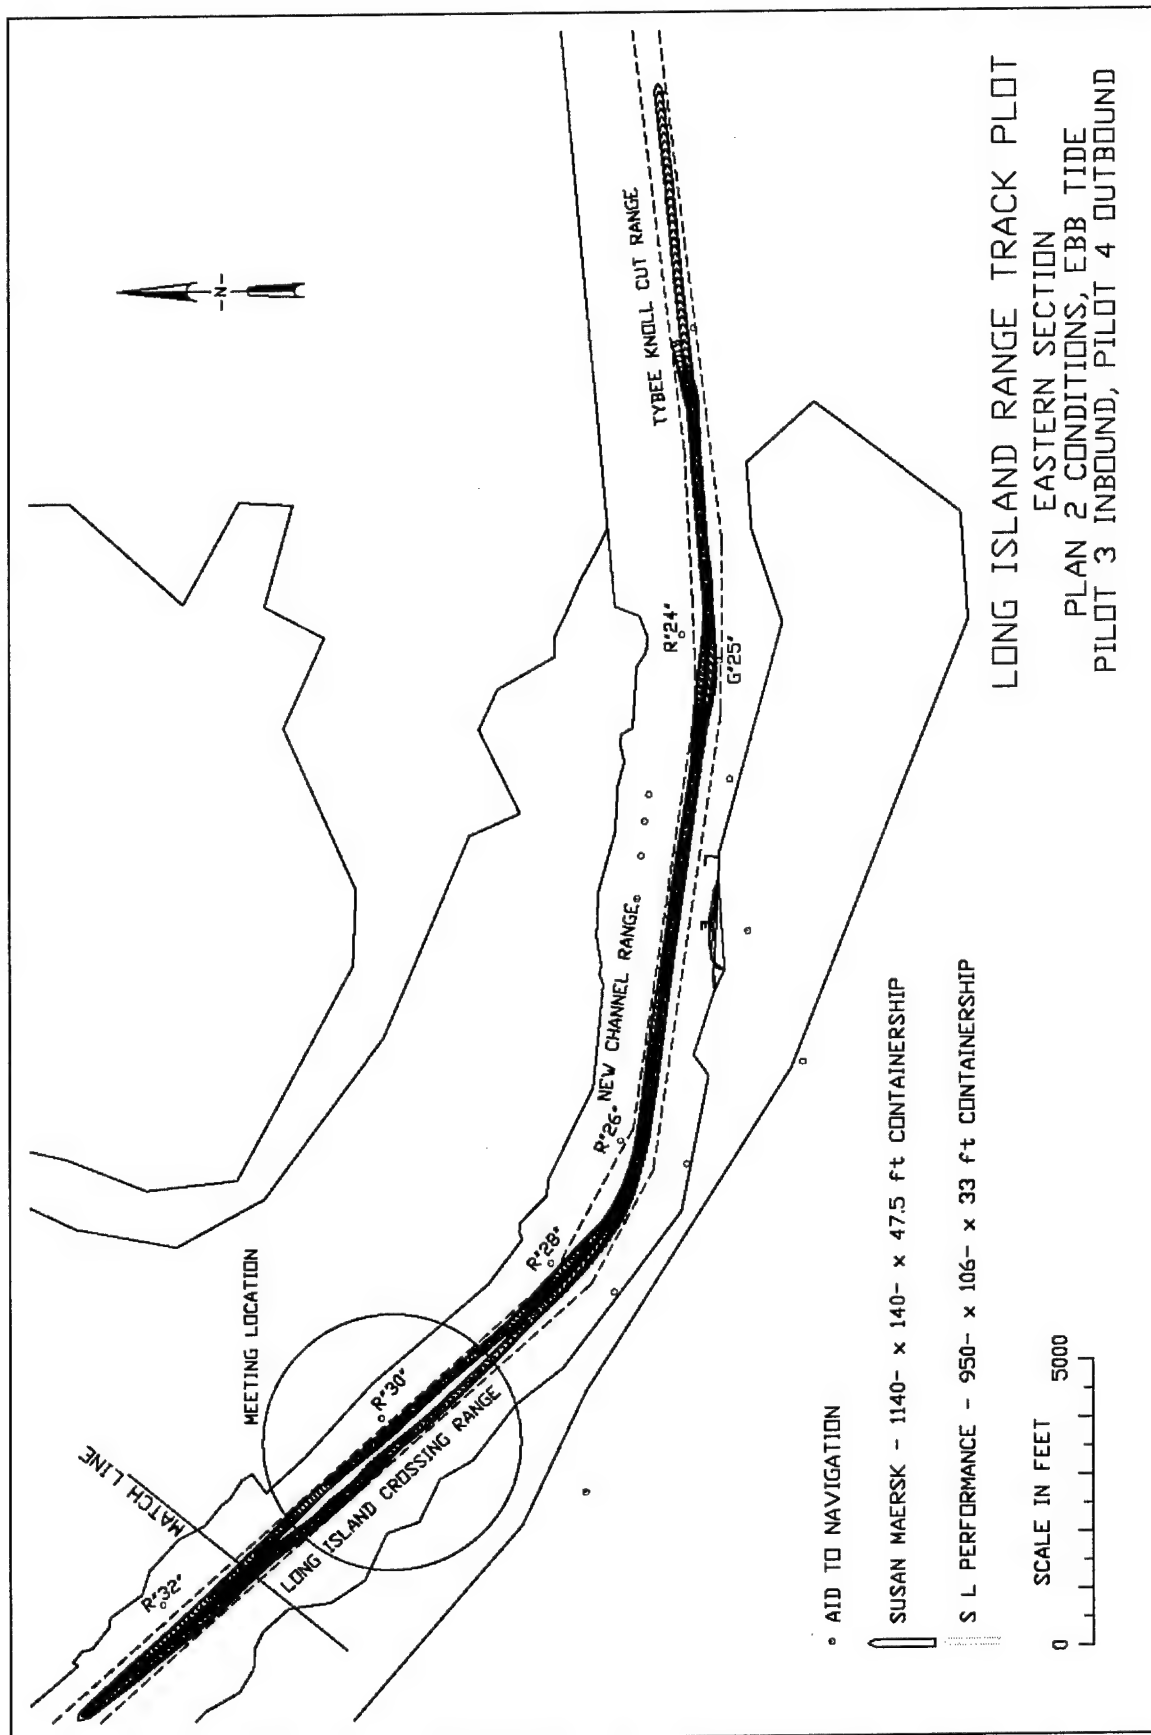 LONG ISLAND RANGE TRACK PLOT
EASTERN SECTION
PLAN 2 CONDITIONS, EBB TIDE
PILOT 3 INBOUND, PILOT 4 OUTBOUND
-N-
TYBEE KNOLL CUT RANGE
R"24"
G"25"
NEW CHANNEL RANGE
R"26"
R"28"
MEETING LOCATION
R"30"
LONG ISLAND CROSSING RANGE
MATCH LINE
R"32"
AID TO NAVIGATION
SUSAN MAERSK - 1140- x 140- x 47.5 ft CONTAINERSHIP
S L PERFORMANCE - 950- x 106- x 33 ft CONTAINERSHIP
SCALE IN FEET
0 5000